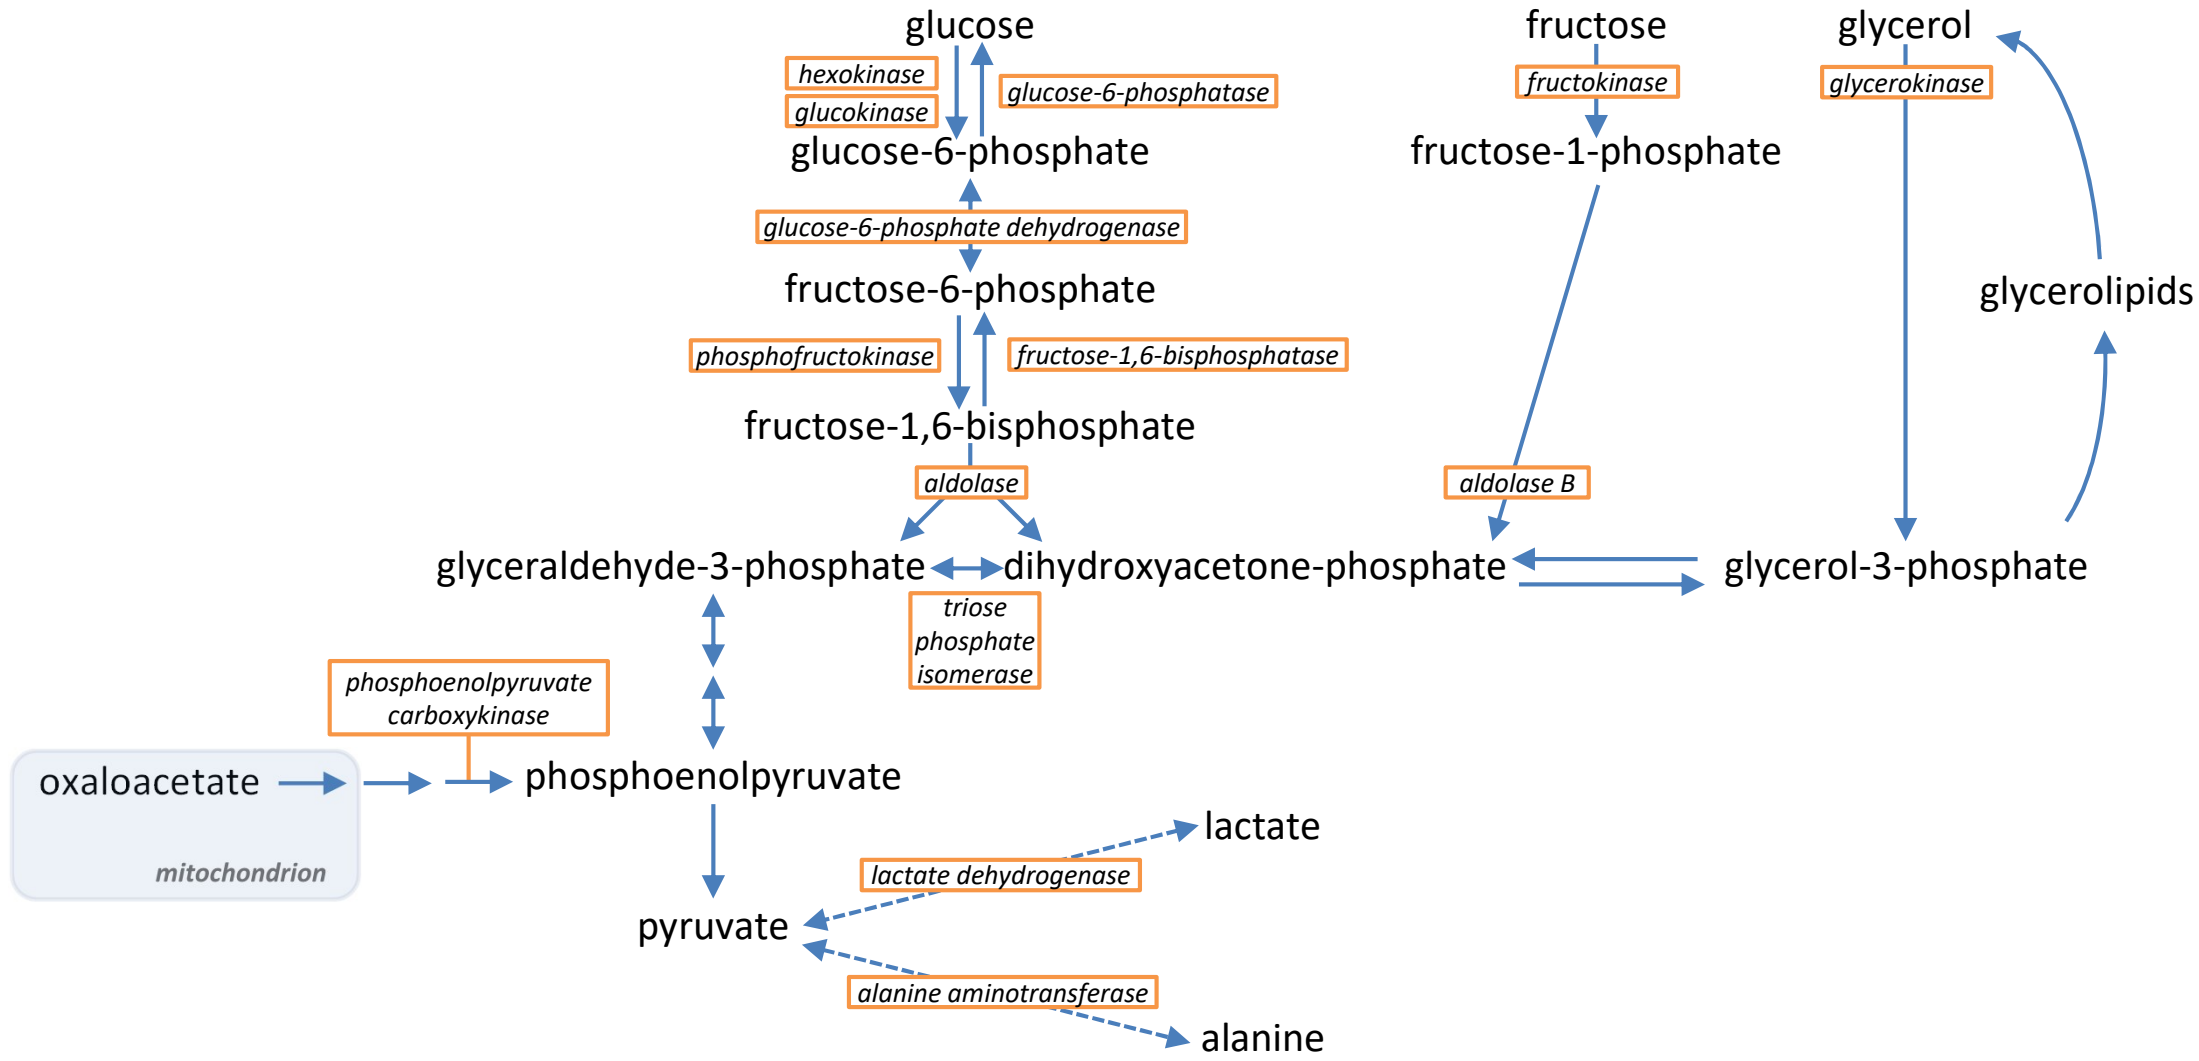 glucose
fructose
glycerol
hexokinase
glucokinase
glucose-6-phosphatase
fructokinase
glycerokinase
glucose-6-phosphate
fructose-1-phosphate
glucose-6-phosphate dehydrogenase
fructose-6-phosphate
glycerolipids
phosphofructokinase
fructose-1,6-bisphosphatase
fructose-1,6-bisphosphate
aldolase
aldolase B
glyceraldehyde-3-phosphate
dihydroxyacetone-phosphate
glycerol-3-phosphate
triose
phosphate
isomerase
phosphoenolpyruvate
carboxykinase
oxaloacetate
phosphoenolpyruvate
mitochondrion
lactate
lactate dehydrogenase
pyruvate
alanine aminotransferase
alanine